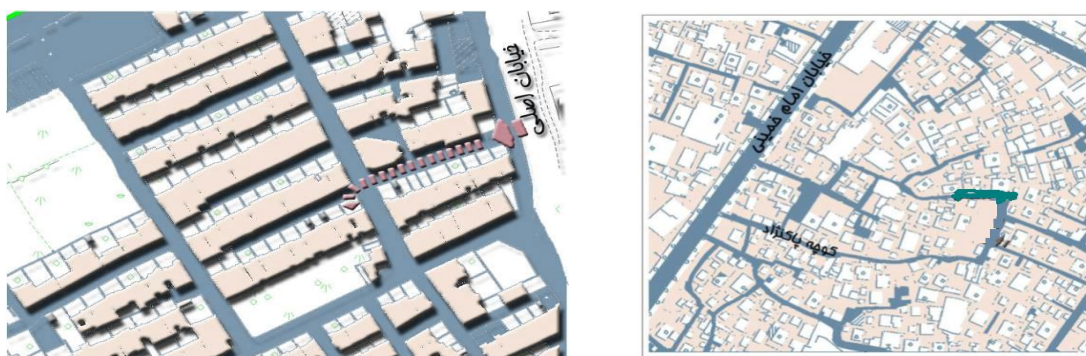 خیابان اصلی
خیابان امام خمینی
کوچه پاکنژاد